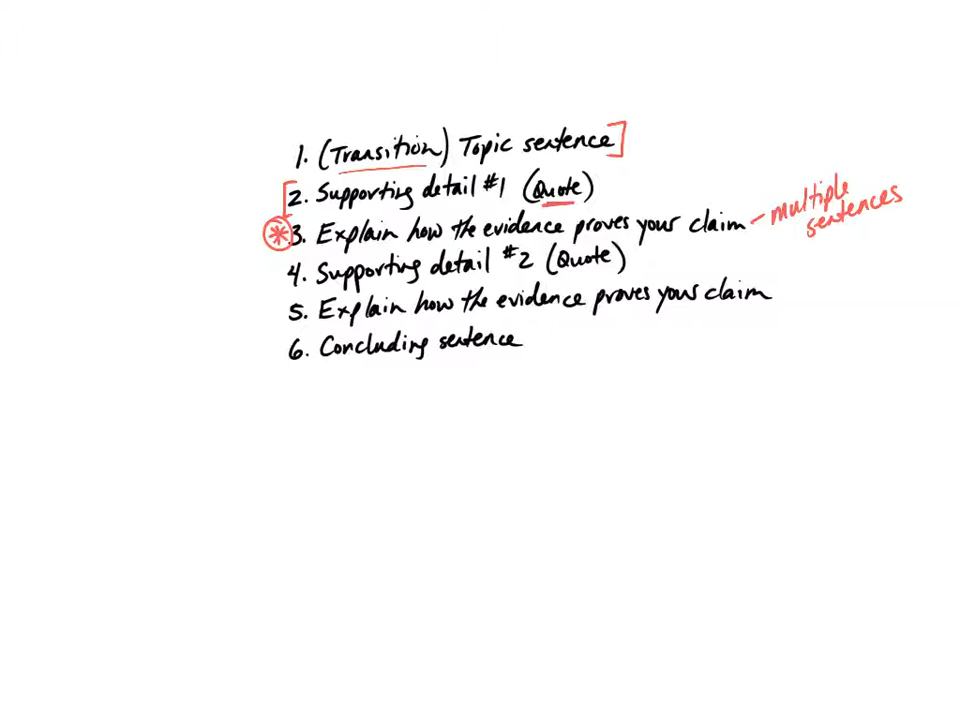 1. (Transition) Topic sentence]
[2. Supporting detail #1 (Quote)
* 3. Explain how the evidence proves your claim - multiple sentences
4. Supporting detail #2 (Quote)
5. Explain how the evidence proves your claim
6. Concluding sentence